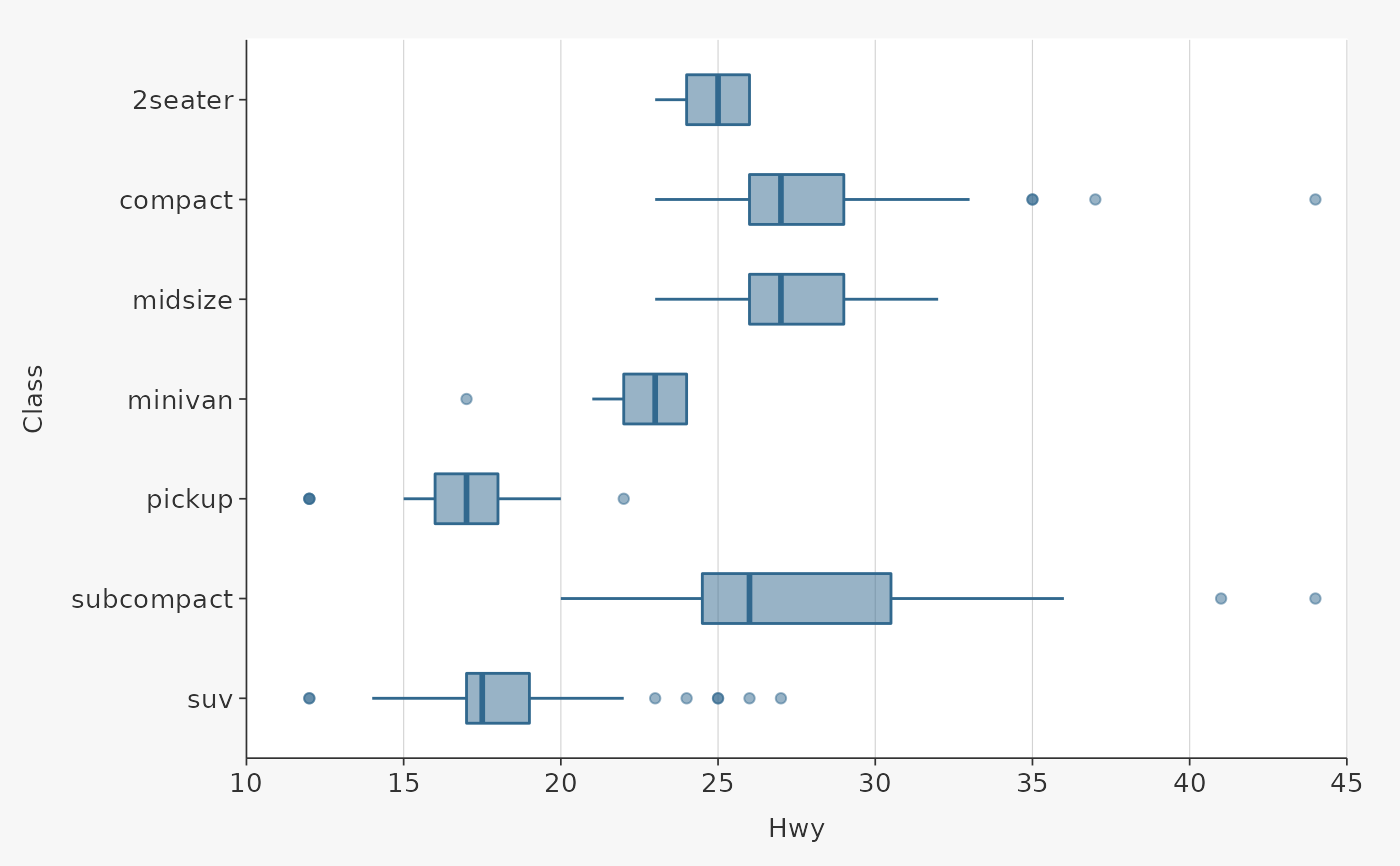 2seater
compact
midsize
minivan
pickup
subcompact
suv
Class
10 15 20 25 30 35 40 45
Hwy